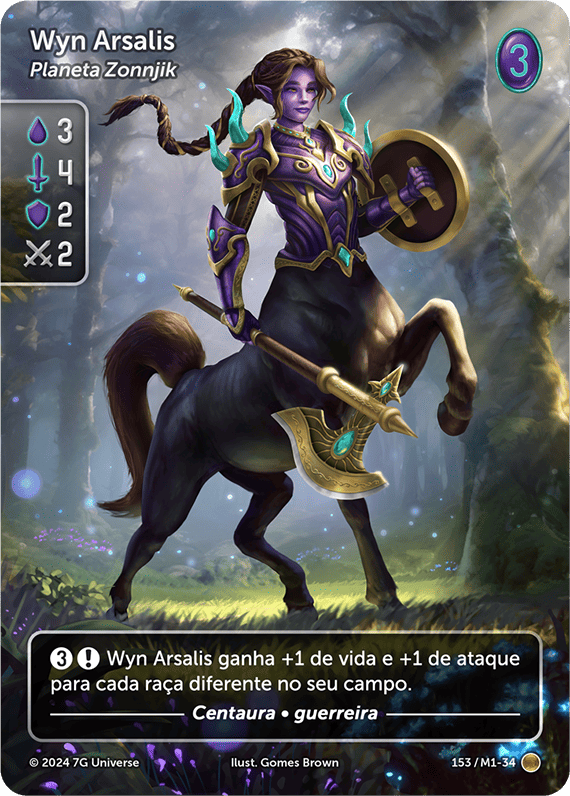 Wyn Arsalis
Planeta Zonnjik
3
3
4
2
2
3 ! Wyn Arsalis ganha +1 de vida e +1 de ataque
para cada raça diferente no seu campo.
Centaura • guerreira
© 2024 7G Universe
Ilust. Gomes Brown
153 / M1-34